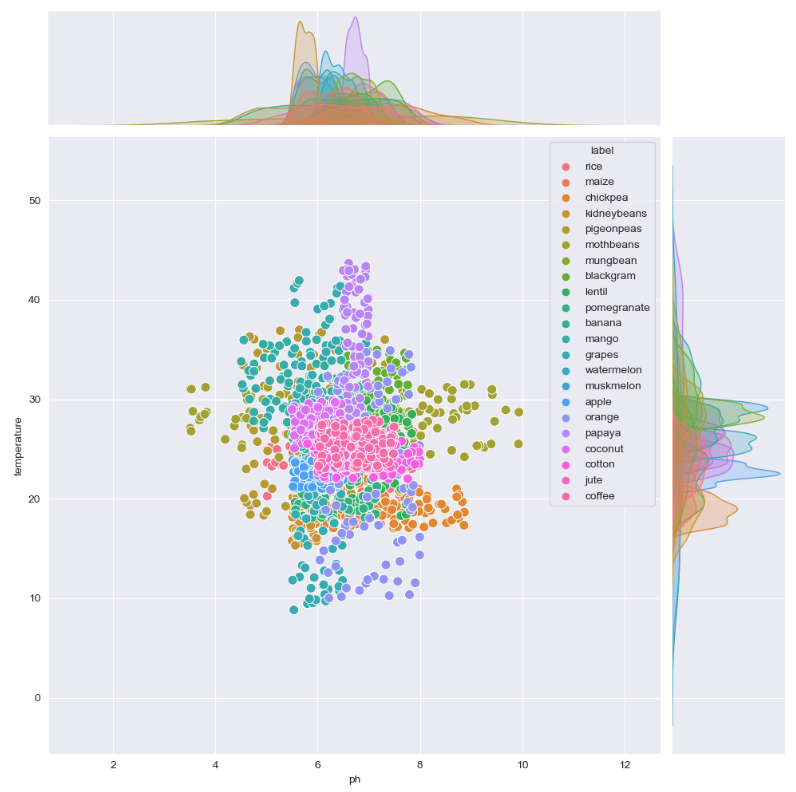 label
rice
maize
chickpea
kidneybeans
pigeonpeas
mothbeans
mungbean
blackgram
lentil
pomegranate
banana
mango
grapes
watermelon
muskmelon
apple
orange
papaya
coconut
cotton
jute
coffee
50
40
30
20
10
0
temperature
2 4 6 8 10 12
ph